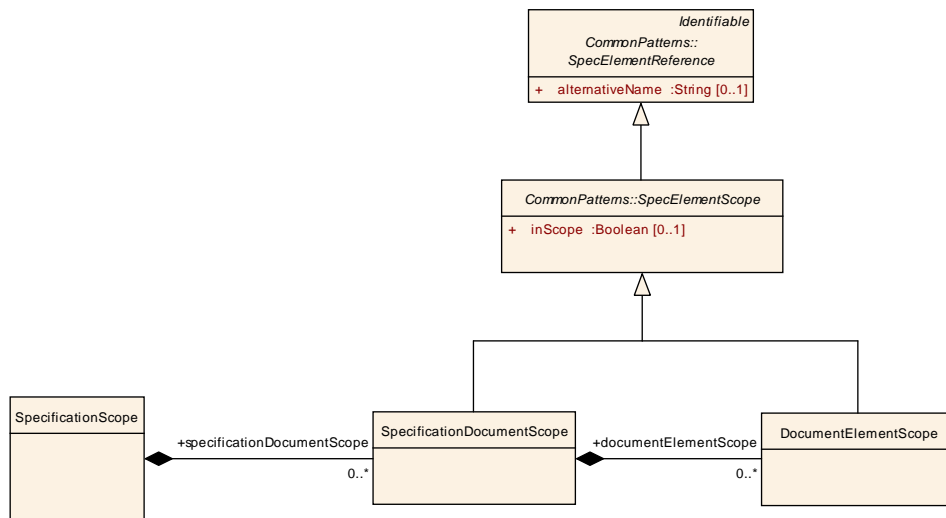 Identifiable
CommonPatterns::
SpecElementReference
+ alternativeName :String [0..1]
CommonPatterns::SpecElementScope
+ inScope :Boolean [0..1]
SpecificationScope
+specificationDocumentScope
0..*
SpecificationDocumentScope
+documentElementScope
0..*
DocumentElementScope